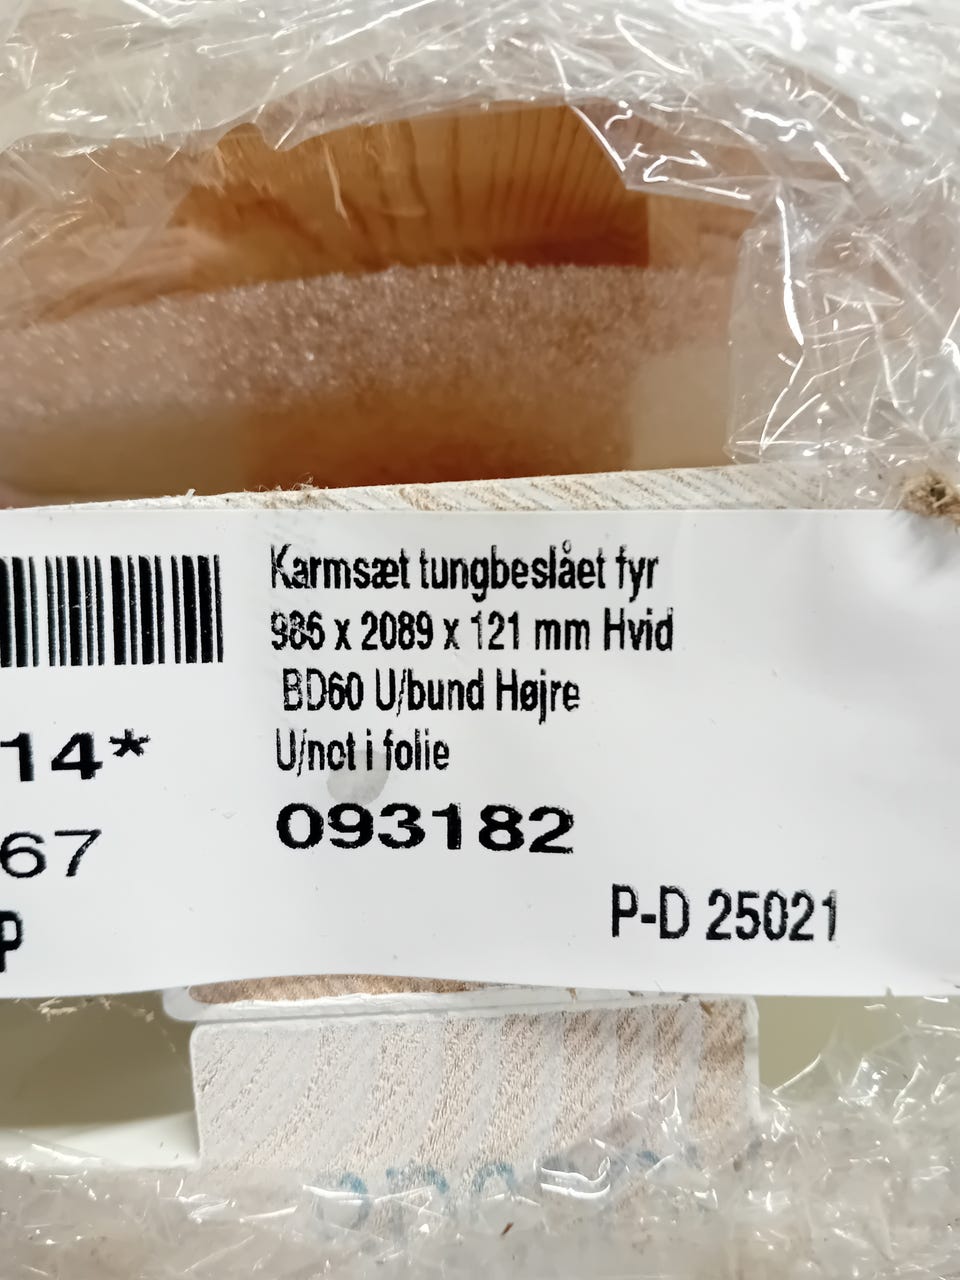 Karmsæt tungbeslået fyr
986 x 2089 x 121 mm Hvid
BD60 U/bund Højre
U/not i folie
14*
67
093182
P
P-D 25021